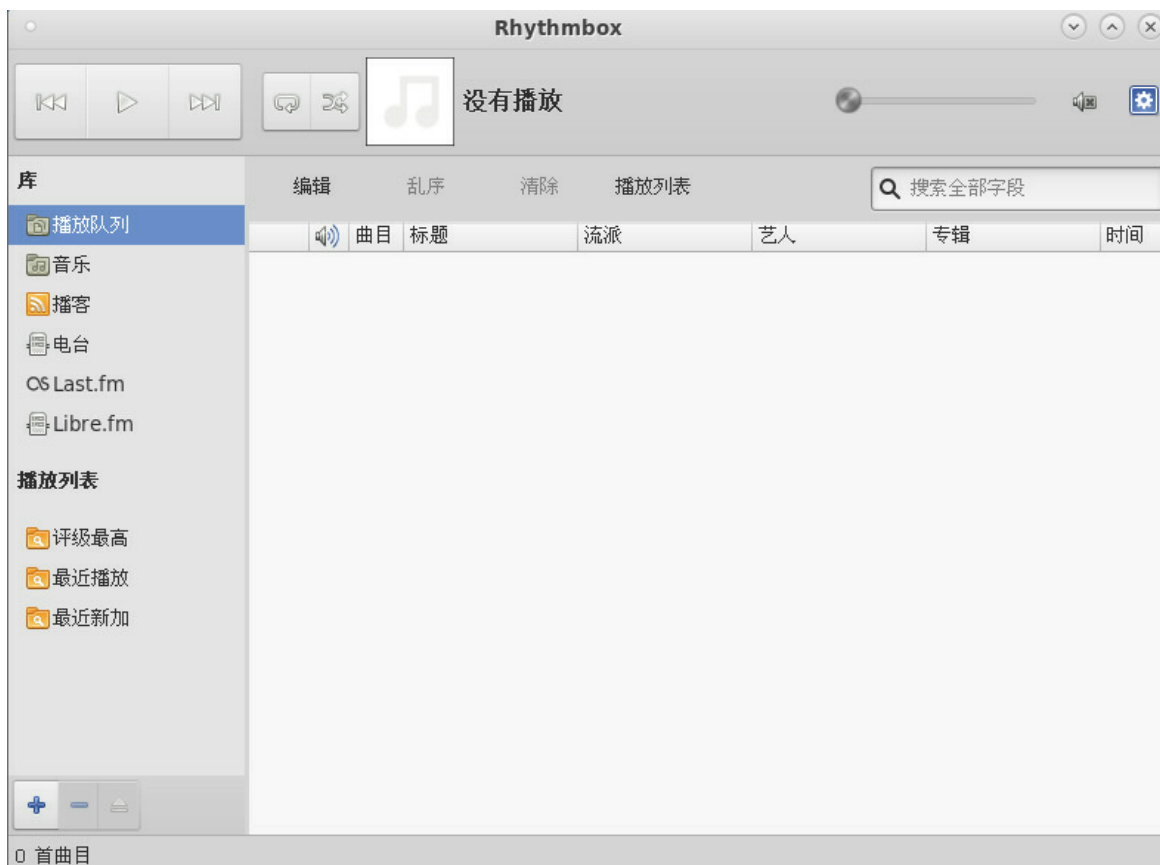 Rhythmbox
没有播放
库
编辑 乱序 清除 播放列表 搜索全部字段
播放队列
曲目 标题 流派 艺人 专辑 时间
音乐
播客
电台
Last.fm
Libre.fm
播放列表
评级最高
最近播放
最近新加
0 首曲目